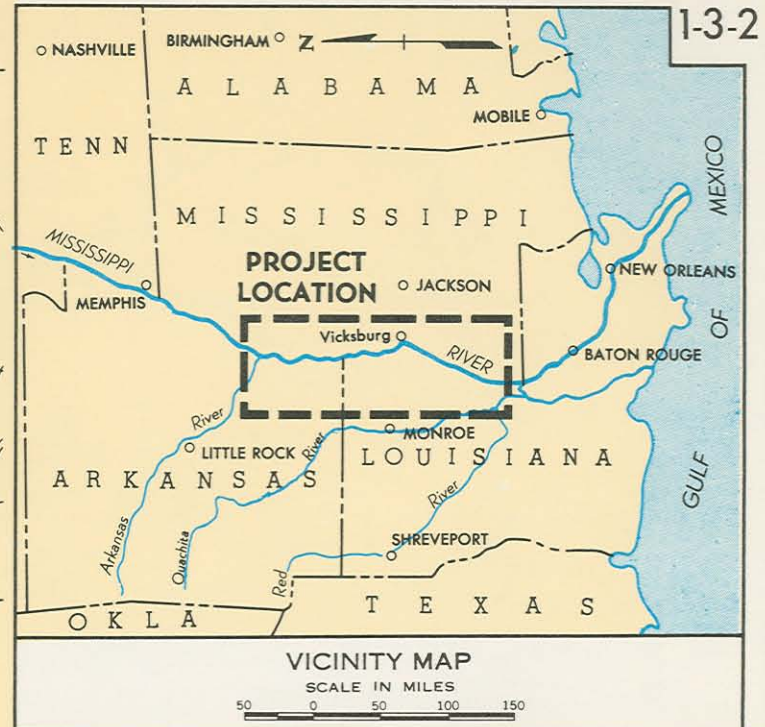 1-3-2
NASHVILLE
BIRMINGHAM
Z
ALABAMA
MOBILE
TENN
MISSISSIPPI
MEXICO
MISSISSIPPI
PROJECT
LOCATION
JACKSON
NEW ORLEANS
MEMPHIS
Vicksburg
RIVER
OF
BATON ROUGE
River
MONROE
LITTLE ROCK
River
LOUISIANA
ARKANSAS
GULF
River
Arkansas
Ouachita
SHREVEPORT
Red
TEXAS
OKLA
VICINITY MAP
SCALE IN MILES
50 0 50 100 150